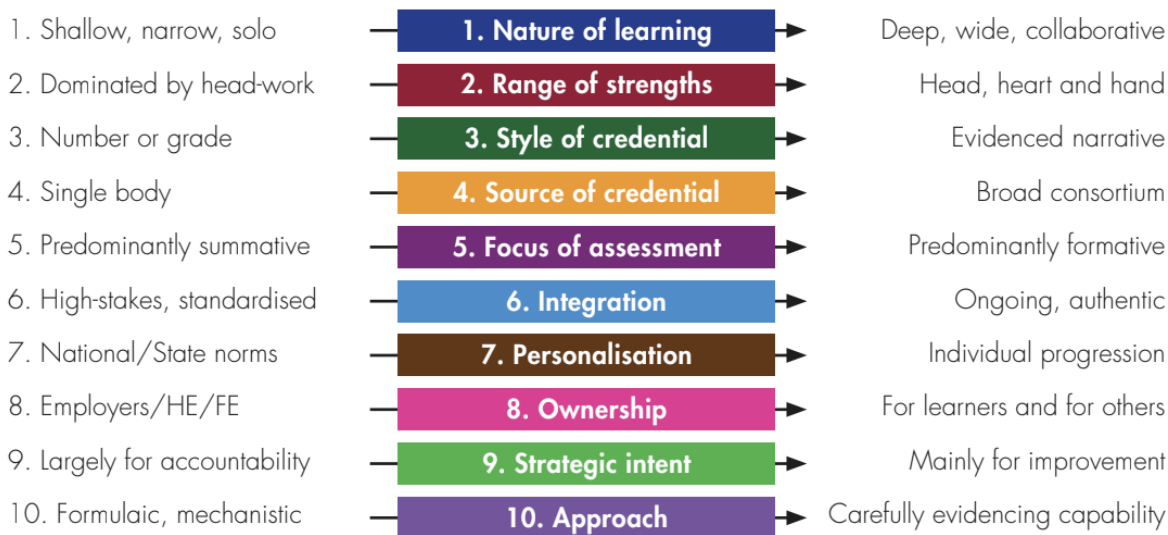 1. Shallow, narrow, solo 1. Nature of learning Deep, wide, collaborative
2. Dominated by head-work 2. Range of strengths Head, heart and hand
3. Number or grade 3. Style of credential Evidenced narrative
4. Single body 4. Source of credential Broad consortium
5. Predominantly summative 5. Focus of assessment Predominantly formative
6. High-stakes, standardised 6. Integration Ongoing, authentic
7. National/State norms 7. Personalisation Individual progression
8. Employers/HE/FE 8. Ownership For learners and for others
9. Largely for accountability 9. Strategic intent Mainly for improvement
10. Formulaic, mechanistic 10. Approach Carefully evidencing capability